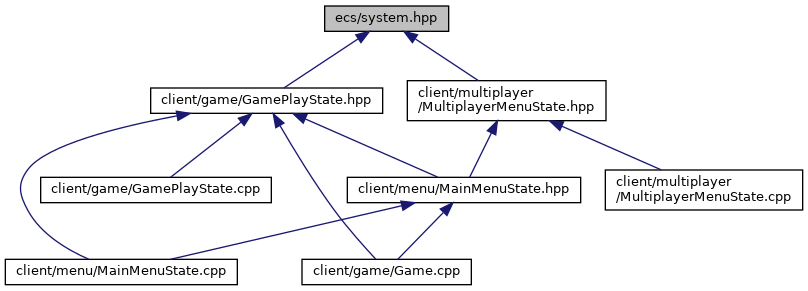 ecs/system.hpp
client/game/GamePlayState.hpp
client/multiplayer
/MultiplayerMenuState.hpp
client/game/GamePlayState.cpp
client/menu/MainMenuState.hpp
client/multiplayer
/MultiplayerMenuState.cpp
client/menu/MainMenuState.cpp
client/game/Game.cpp